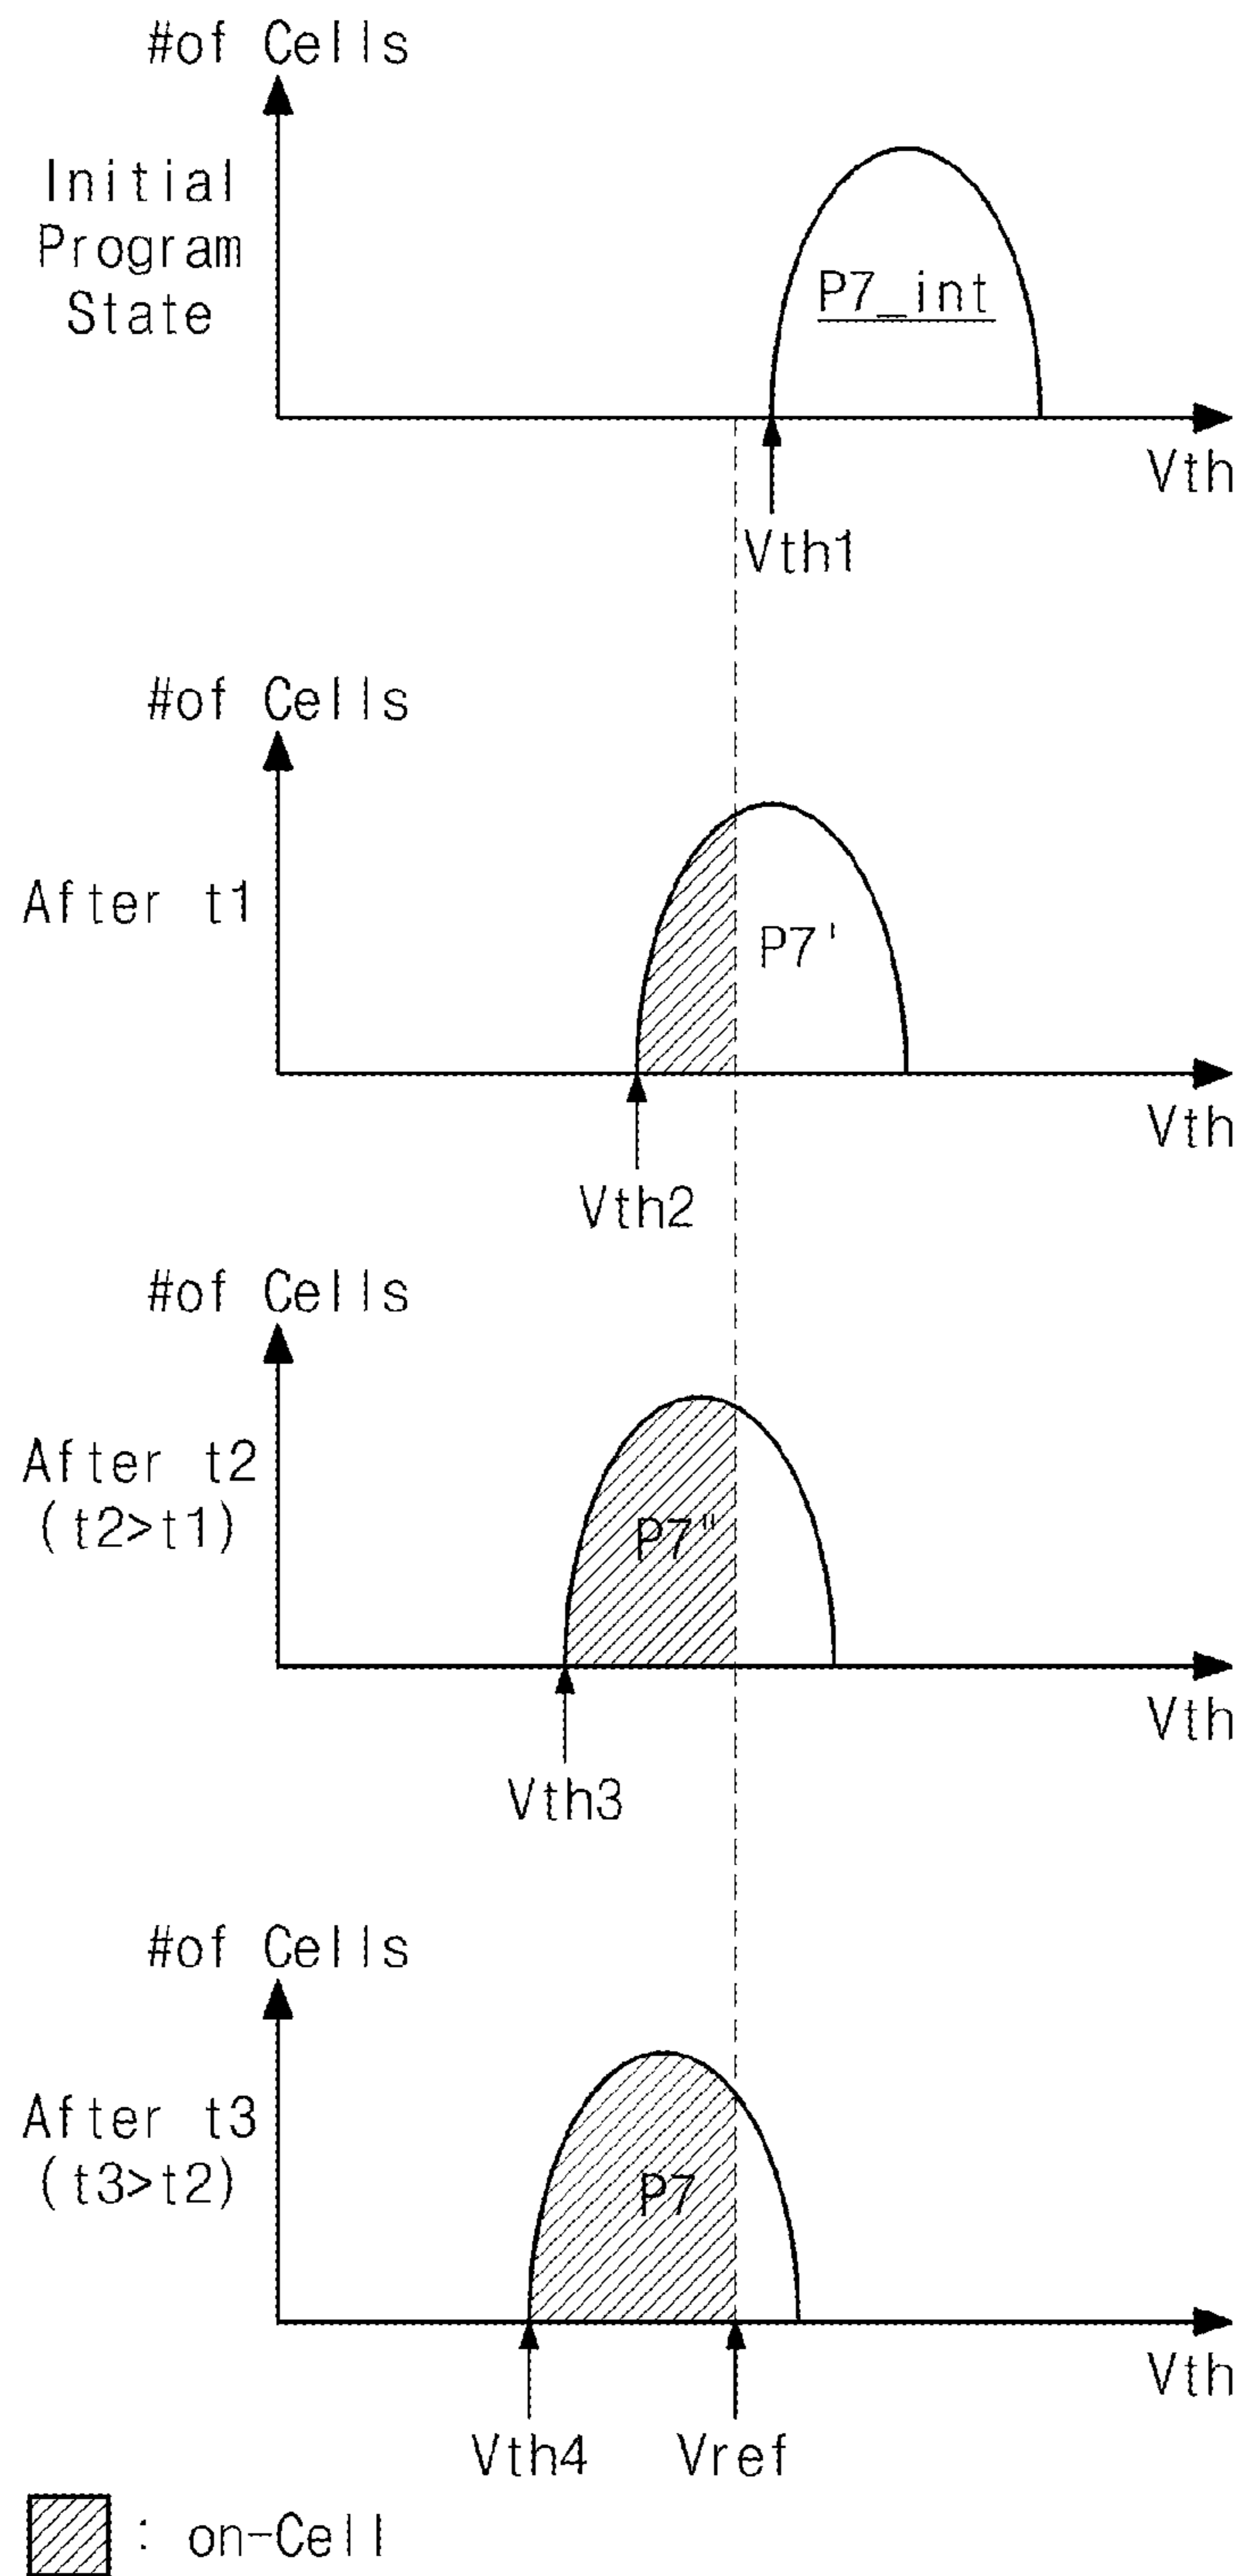 #of Cells
Initial
Program
State
P7_int
Vth
Vth1
#of Cells
After t1
P7'
Vth
Vth2
#of Cells
After t2
(t2>t1)
P7"
Vth
Vth3
#of Cells
After t3
(t3>t2)
P7
Vth
Vth4 Vref
: on-Cell